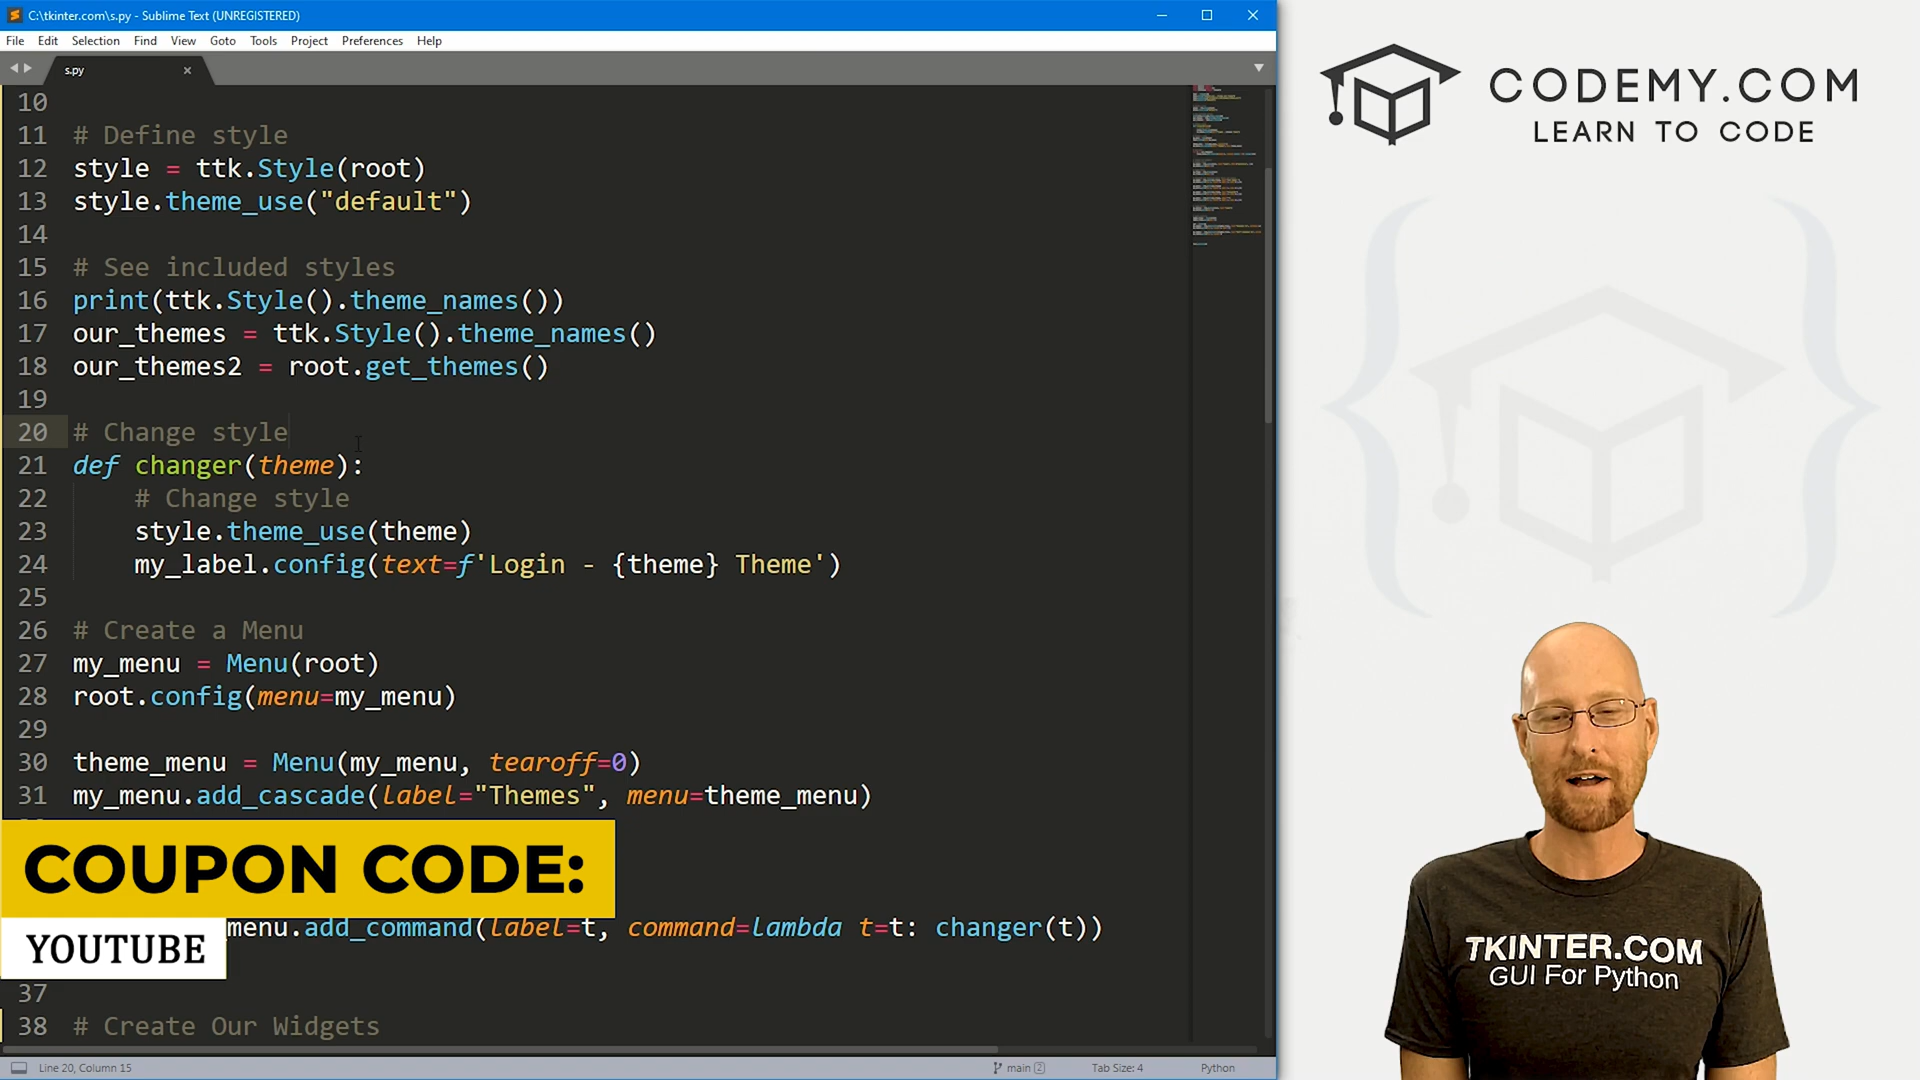 C:\tkinter.com\s.py - Sublime Text (UNREGISTERED)
File Edit Selection Find View Goto Tools Project Preferences Help
s.py
10
11 # Define style
12 style = ttk.Style(root)
13 style.theme_use("default")
14
15 # See included styles
16 print(ttk.Style().theme_names())
17 our_themes = ttk.Style().theme_names()
18 our_themes2 = root.get_themes()
19
20 # Change style
21 def changer(theme):
22 # Change style
23 style.theme_use(theme)
24 my_label.config(text=f'Login - {theme} Theme')
25
26 # Create a Menu
27 my_menu = Menu(root)
28 root.config(menu=my_menu)
29
30 theme_menu = Menu(my_menu, tearoff=0)
31 my_menu.add_cascade(label="Themes", menu=theme_menu)
COUPON CODE:
menu.add_command(label=t, command=lambda t=t: changer(t))
YOUTUBE
37
38 # Create Our Widgets
Line 20, Column 15
main 2
Tab Size: 4
Python
CODEMY.COM
LEARN TO CODE
TKINTER.COM
GUI For Python